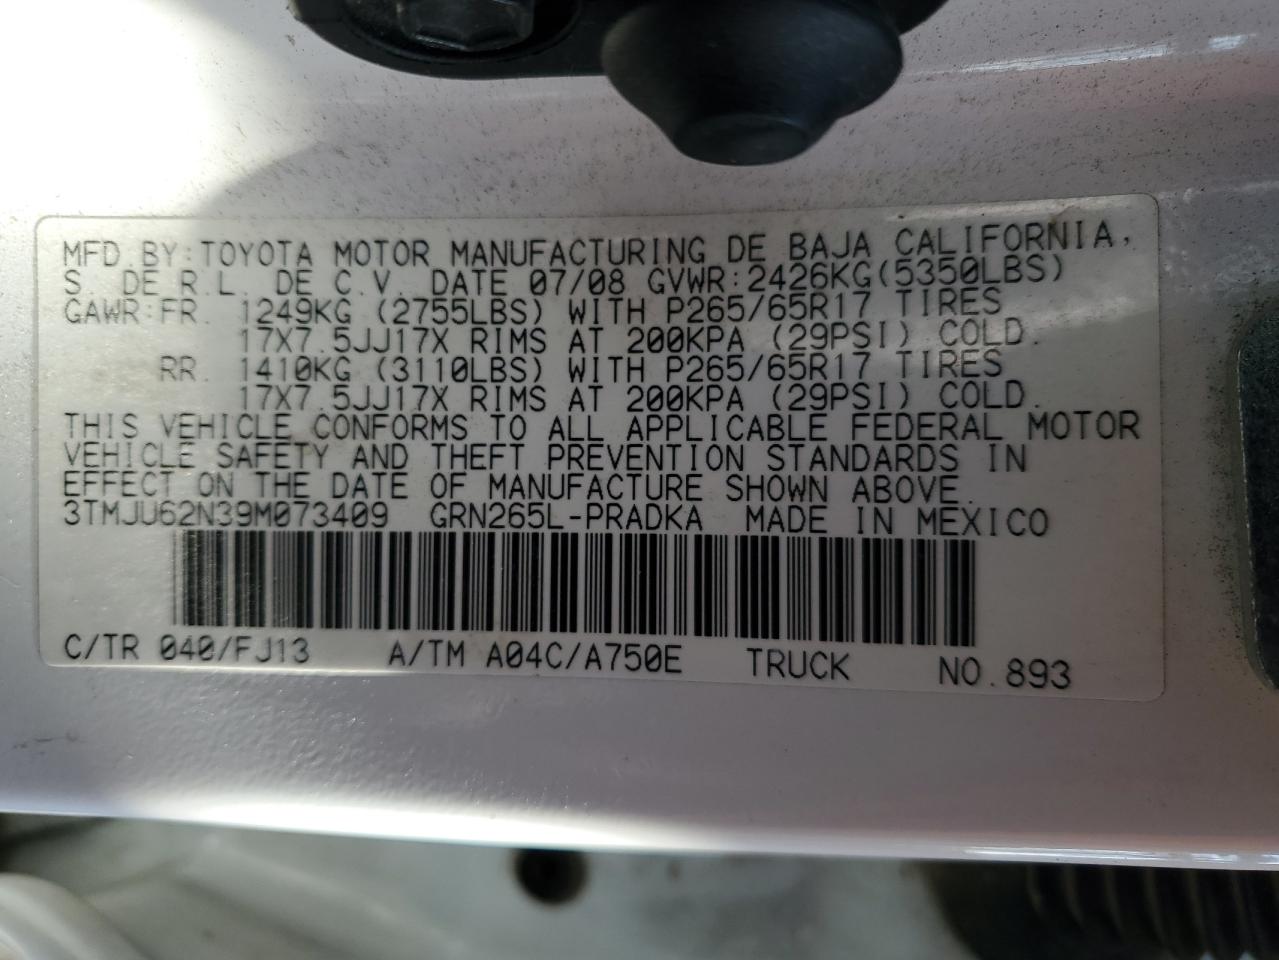 MFD.BY:TOYOTA MOTOR MANUFACTURING DE BAJA CALIFORNIA,
S. DE R.L. DE C.V. DATE 07/08 GVWR:2426KG(5350LBS)
GAWR:FR. 1249KG (2755LBS) WITH P265/65R17 TIRES
17X7.5JJ17X RIMS AT 200KPA (29PSI) COLD.
RR. 1410KG (3110LBS) WITH P265/65R17 TIRES
17X7.5JJ17X RIMS AT 200KPA (29PSI) COLD.
THIS VEHICLE CONFORMS TO ALL APPLICABLE FEDERAL MOTOR
VEHICLE SAFETY AND THEFT PREVENTION STANDARDS IN
EFFECT ON THE DATE OF MANUFACTURE SHOWN ABOVE.
3TMJU62N39M073409 GRN265L-PRADKA MADE IN MEXICO
C/TR 040/FJ13 A/TM A04C/A750E TRUCK NO.893